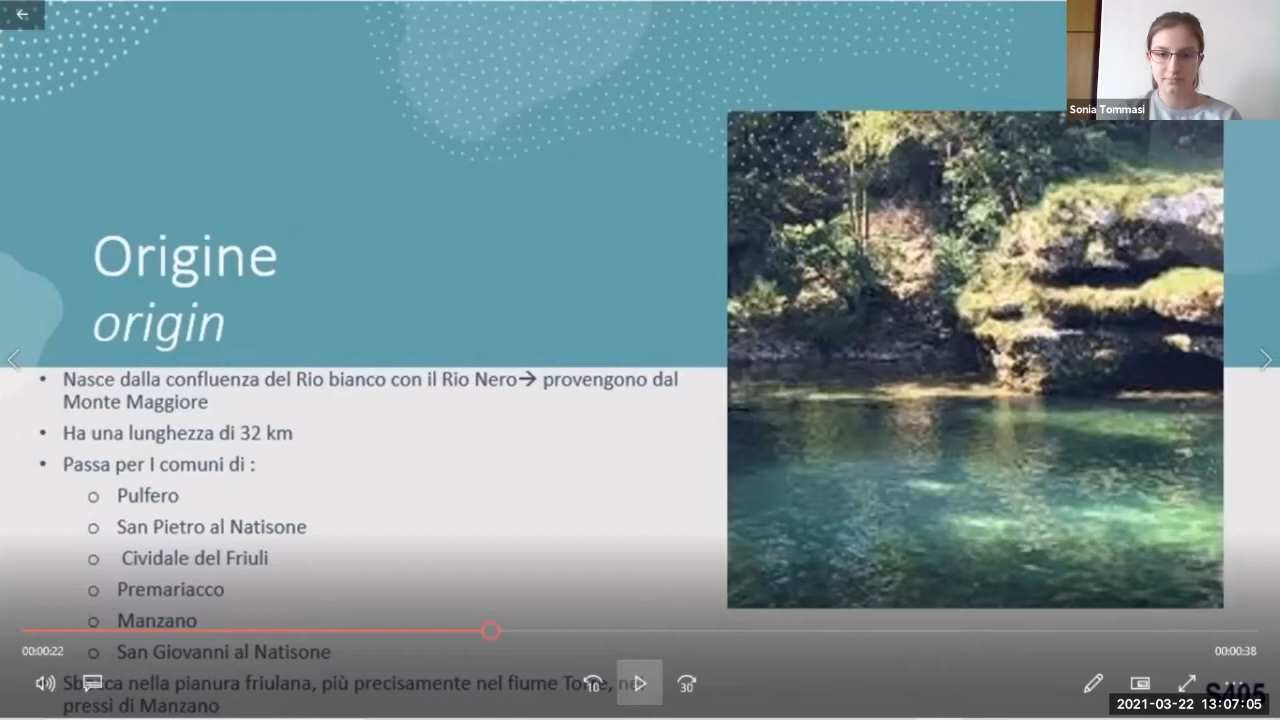 Sonia Tommasi
Origine
origin
• Nasce dalla confluenza del Rio bianco con il Rio Nero→ provengono dal
Monte Maggiore
• Ha una lunghezza di 32 km
• Passa per I comuni di :
o Pulfero
o San Pietro al Natisone
o Cividale del Friuli
o Premariacco
o Manzano
o San Giovanni al Natisone
nella pianura friulana, più precisamente nel fiume
pressi di Manzano
00:00:22
00:00:38
10
30
2021-03-22 13:07:05